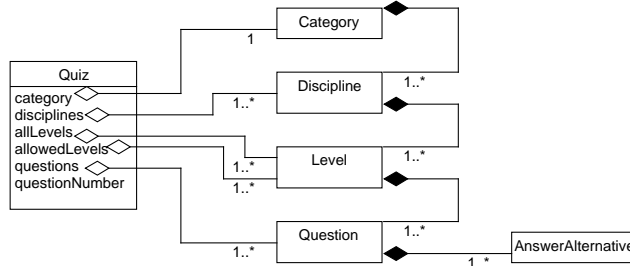 Category
1
Quiz
category
disciplines
allLevels
allowedLevels
questions
questionNumber
Discipline
1..*
1..*
Level
1..*
1..*
1..*
Question
1..*
1..*
AnswerAlternative
1..*